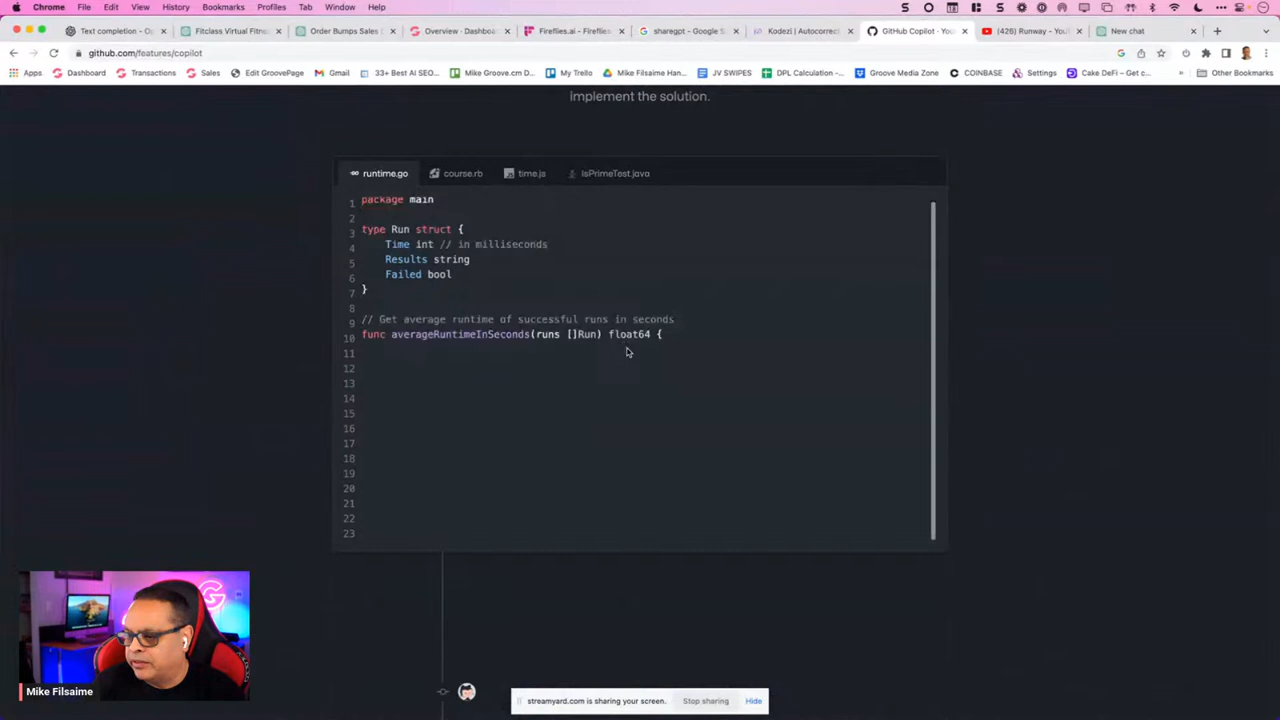 Chrome File Edit View History Bookmarks Profiles Tab Window Help
Text completion - Op
Fitclass Virtual Fitne
Order Bumps Sales
Overview - Dashboa
Fireflies.ai - Fireflies
sharegpt - Google S
Kodezi | Autocorrec
GitHub Copilot · You
(426) Runway - You
New chat
github.com/features/copilot
Apps Dashboard Transactions Sales Edit GroovePage Gmail 33+ Best AI SEO... Mike Groove.cm D... My Trello Mike Filsaime Han... JV SWIPES DPL Calculation -... Groove Media Zone COINBASE Settings Cake DeFi – Get c... » Other Bookmarks
implement the solution.
runtime.go course.rb time.js IsPrimeTest.java
1 package main
2
3 type Run struct {
4 Time int // in milliseconds
5 Results string
6 Failed bool
7 }
8
9 // Get average runtime of successful runs in seconds
10 func averageRuntimeInSeconds(runs []Run) float64 {
11
12
13
14
15
16
17
18
19
20
21
22
23
Mike Filsaime
streamyard.com is sharing your screen. Stop sharing Hide